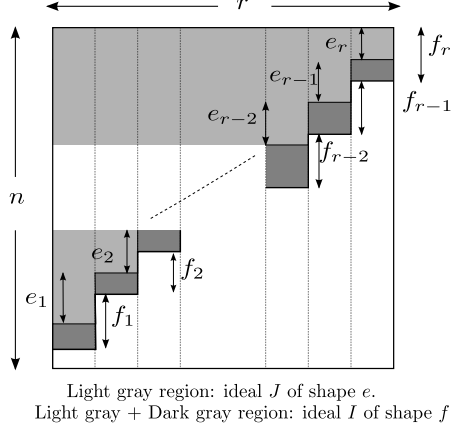 r
e_r
f_r
e_{r-1}
f_{r-1}
e_{r-2}
f_{r-2}
n
e_2
f_2
e_1
f_1
Light gray region: ideal J of shape e.
Light gray + Dark gray region: ideal I of shape f